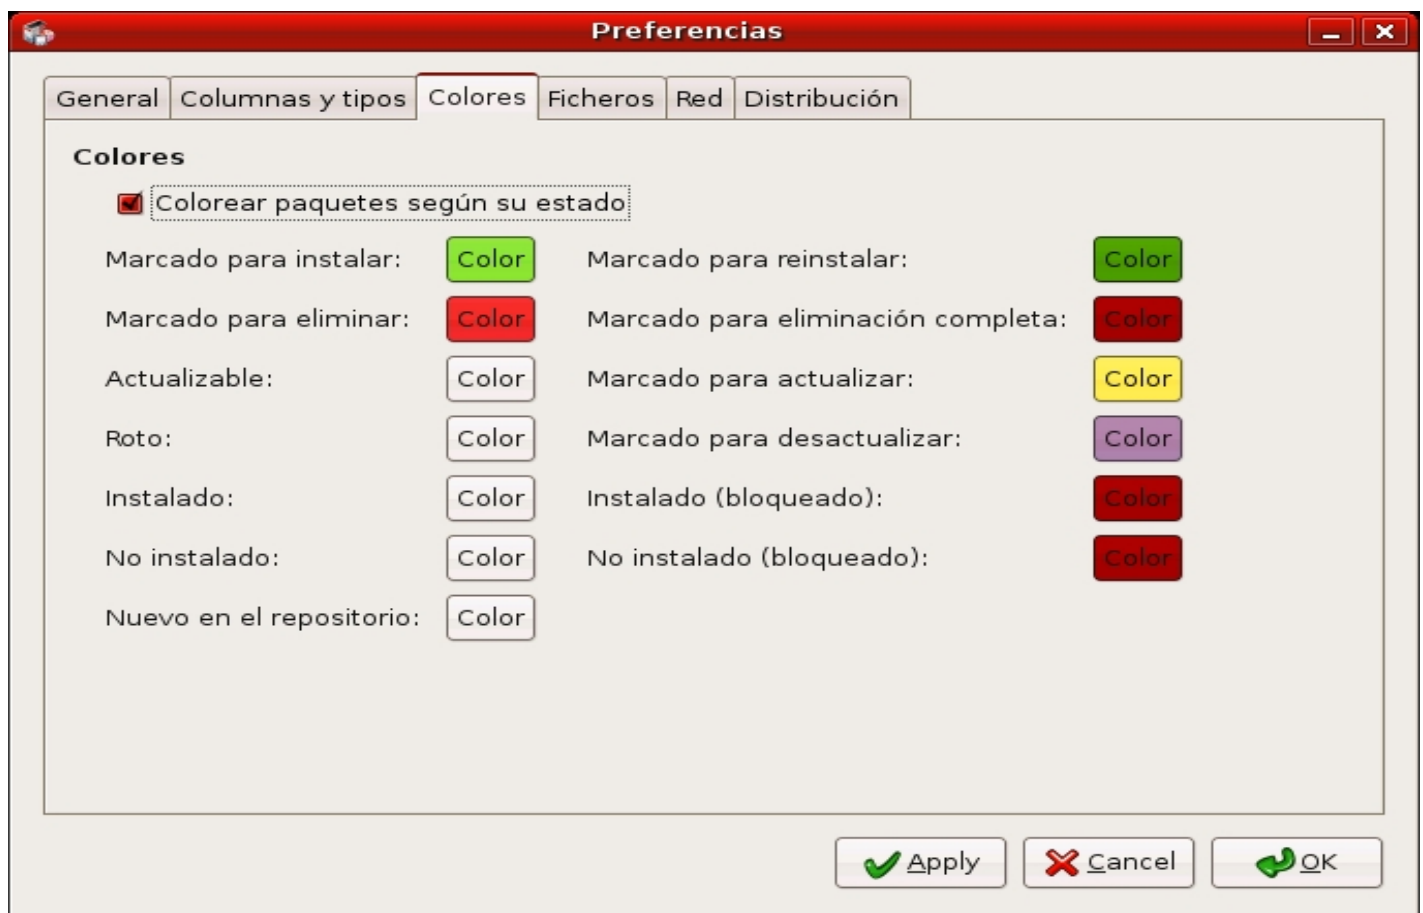 Preferencias
General Columnas y tipos Colores Ficheros Red Distribución
Colores
Colorear paquetes según su estado
Marcado para instalar: Color Marcado para reinstalar: Color
Marcado para eliminar: Color Marcado para eliminación completa: Color
Actualizable: Color Marcado para actualizar: Color
Roto: Color Marcado para desactualizar: Color
Instalado: Color Instalado (bloqueado): Color
No instalado: Color No instalado (bloqueado): Color
Nuevo en el repositorio: Color
Apply Cancel OK